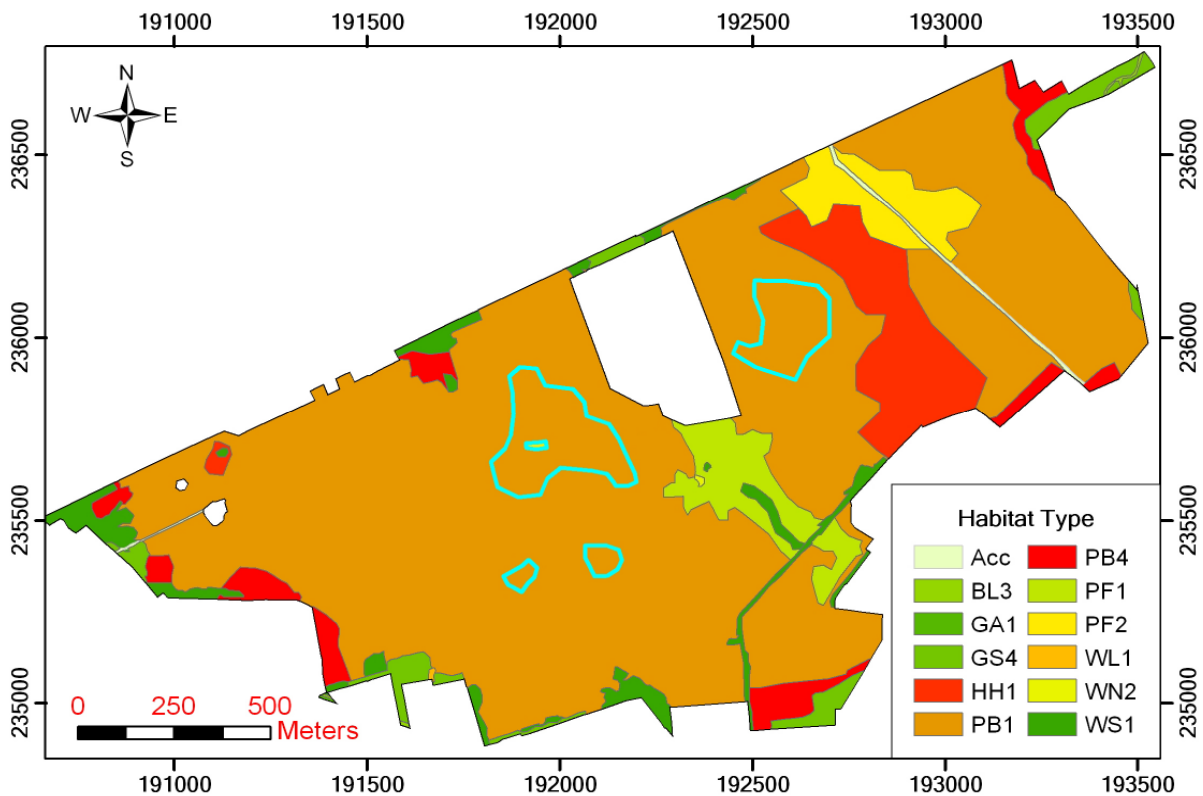 191000 191500 192000 192500 193000 193500
N
W E
S
236500 236500
236000 236000
235500 235500
Habitat Type
Acc PB4
BL3 PF1
GA1 PF2
GS4 WL1
HH1 WN2
PB1 WS1
235000 235000
0 250 500
Meters
191000 191500 192000 192500 193000 193500